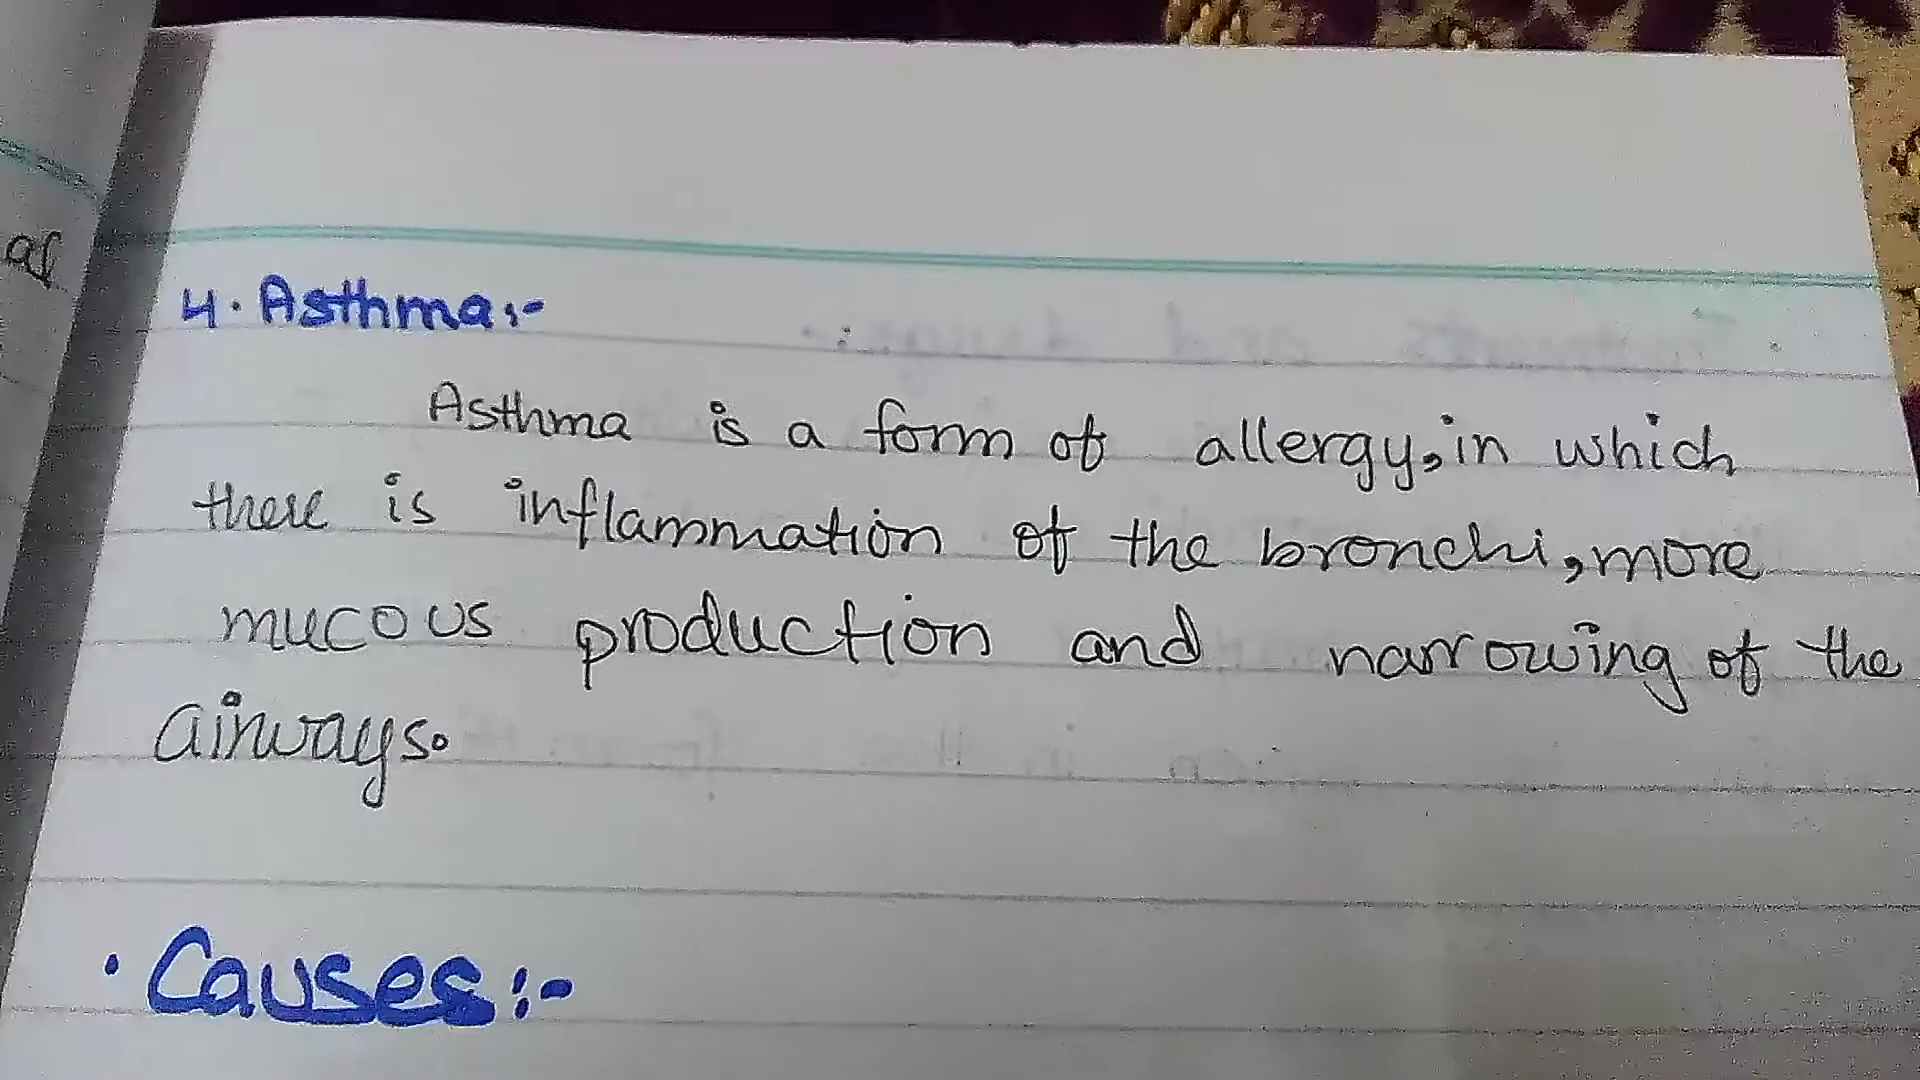 of
4. Asthma:-
Asthma is a form of allergy, in which
there is inflammation of the bronchi, more
mucous production and narrowing of the
airways.
• Causes:-